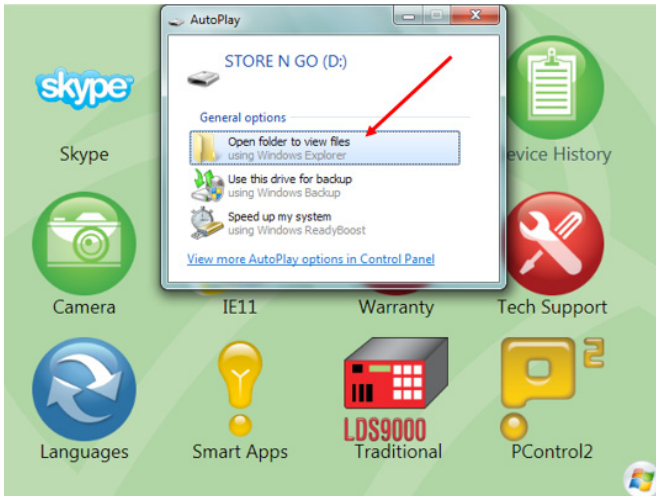 AutoPlay
STORE N GO (D:)
General options
Open folder to view files
using Windows Explorer
Use this drive for backup
using Windows Backup
Speed up my system
using Windows ReadyBoost
View more AutoPlay options in Control Panel
skype
Skype
evice History
Camera
IE11
Warranty
Tech Support
LDS9000
Languages
Smart Apps
Traditional
PControl2